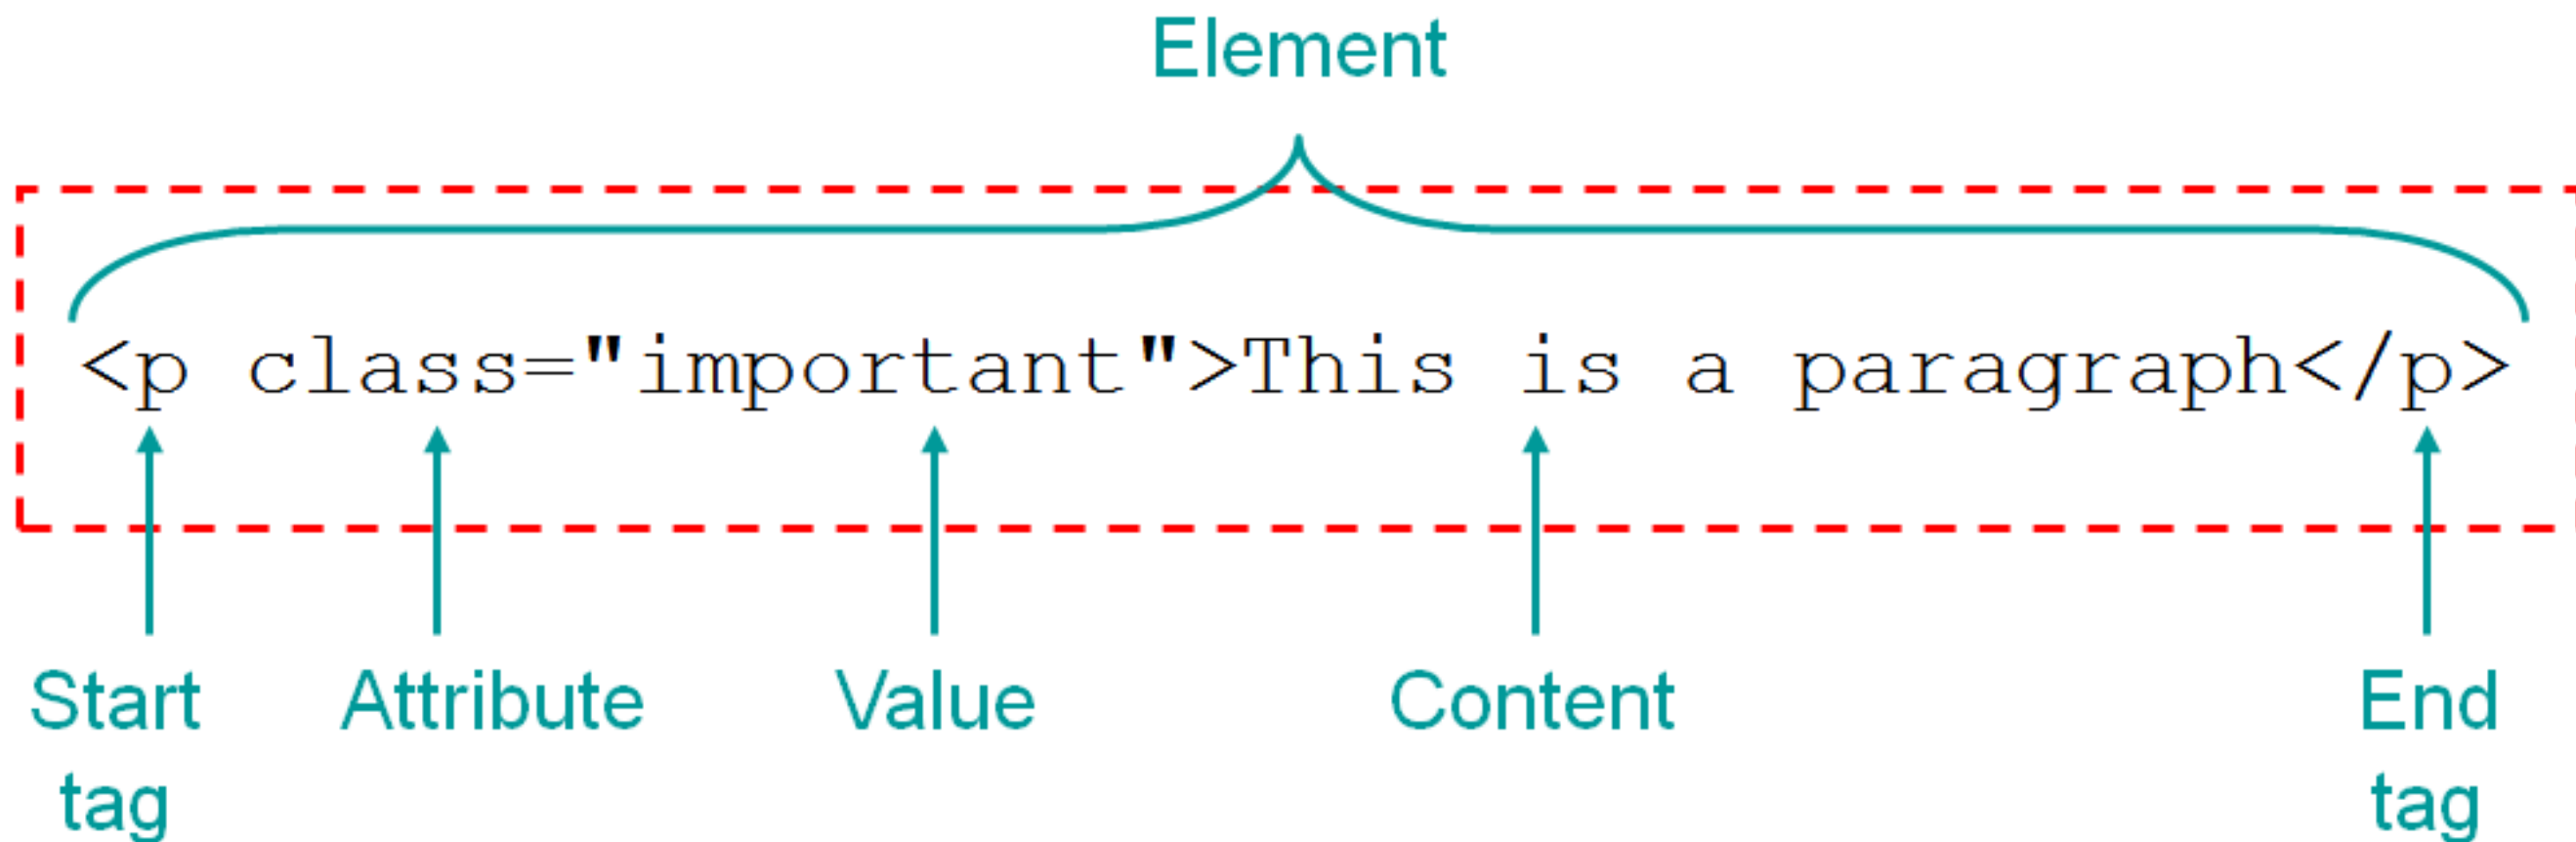 Element
<p class="important">This is a paragraph</p>
Start tag
Attribute
Value
Content
End tag